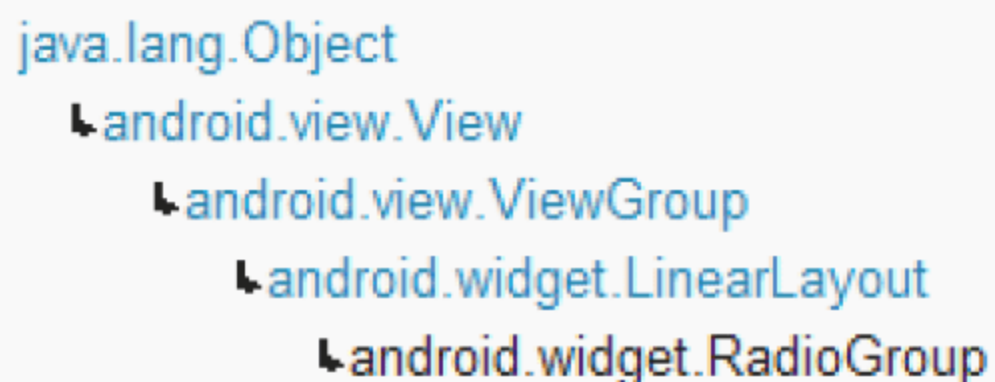 java.lang.Object
android.view.View
android.view.ViewGroup
android.widget.LinearLayout
android.widget.RadioGroup